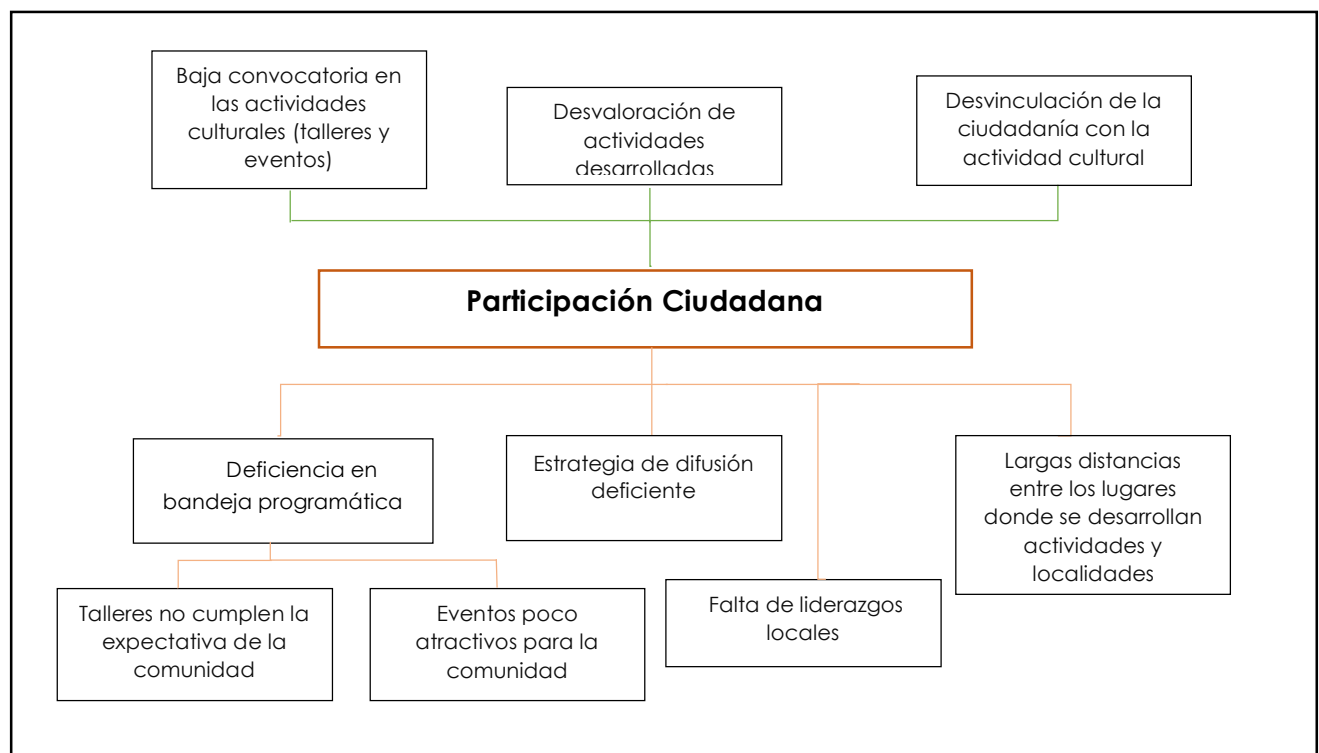 Baja convocatoria en
las actividades
culturales (talleres y
eventos)
Desvaloración de
actividades
desarrolladas
Desvinculación de la
ciudadanía con la
actividad cultural
Participación Ciudadana
Deficiencia en
bandeja programática
Estrategia de difusión
deficiente
Largas distancias
entre los lugares
donde se desarrollan
actividades y
localidades
Talleres no cumplen la
expectativa de la
comunidad
Eventos poco
atractivos para la
comunidad
Falta de liderazgos
locales